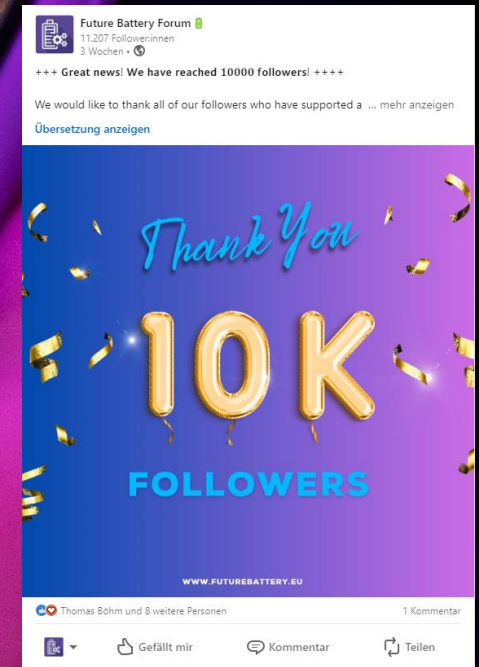 Future Battery Forum
11.207 Follower:innen
3 Wochen •
+++ Great news! We have reached 10000 followers! ++++
We would like to thank all of our followers who have supported a ... mehr anzeigen
Übersetzung anzeigen
Thank You
10K
FOLLOWERS
WWW.FUTUREBATTERY.EU
Thomas Böhm und 8 weitere Personen
1 Kommentar
Gefällt mir
Kommentar
Teilen